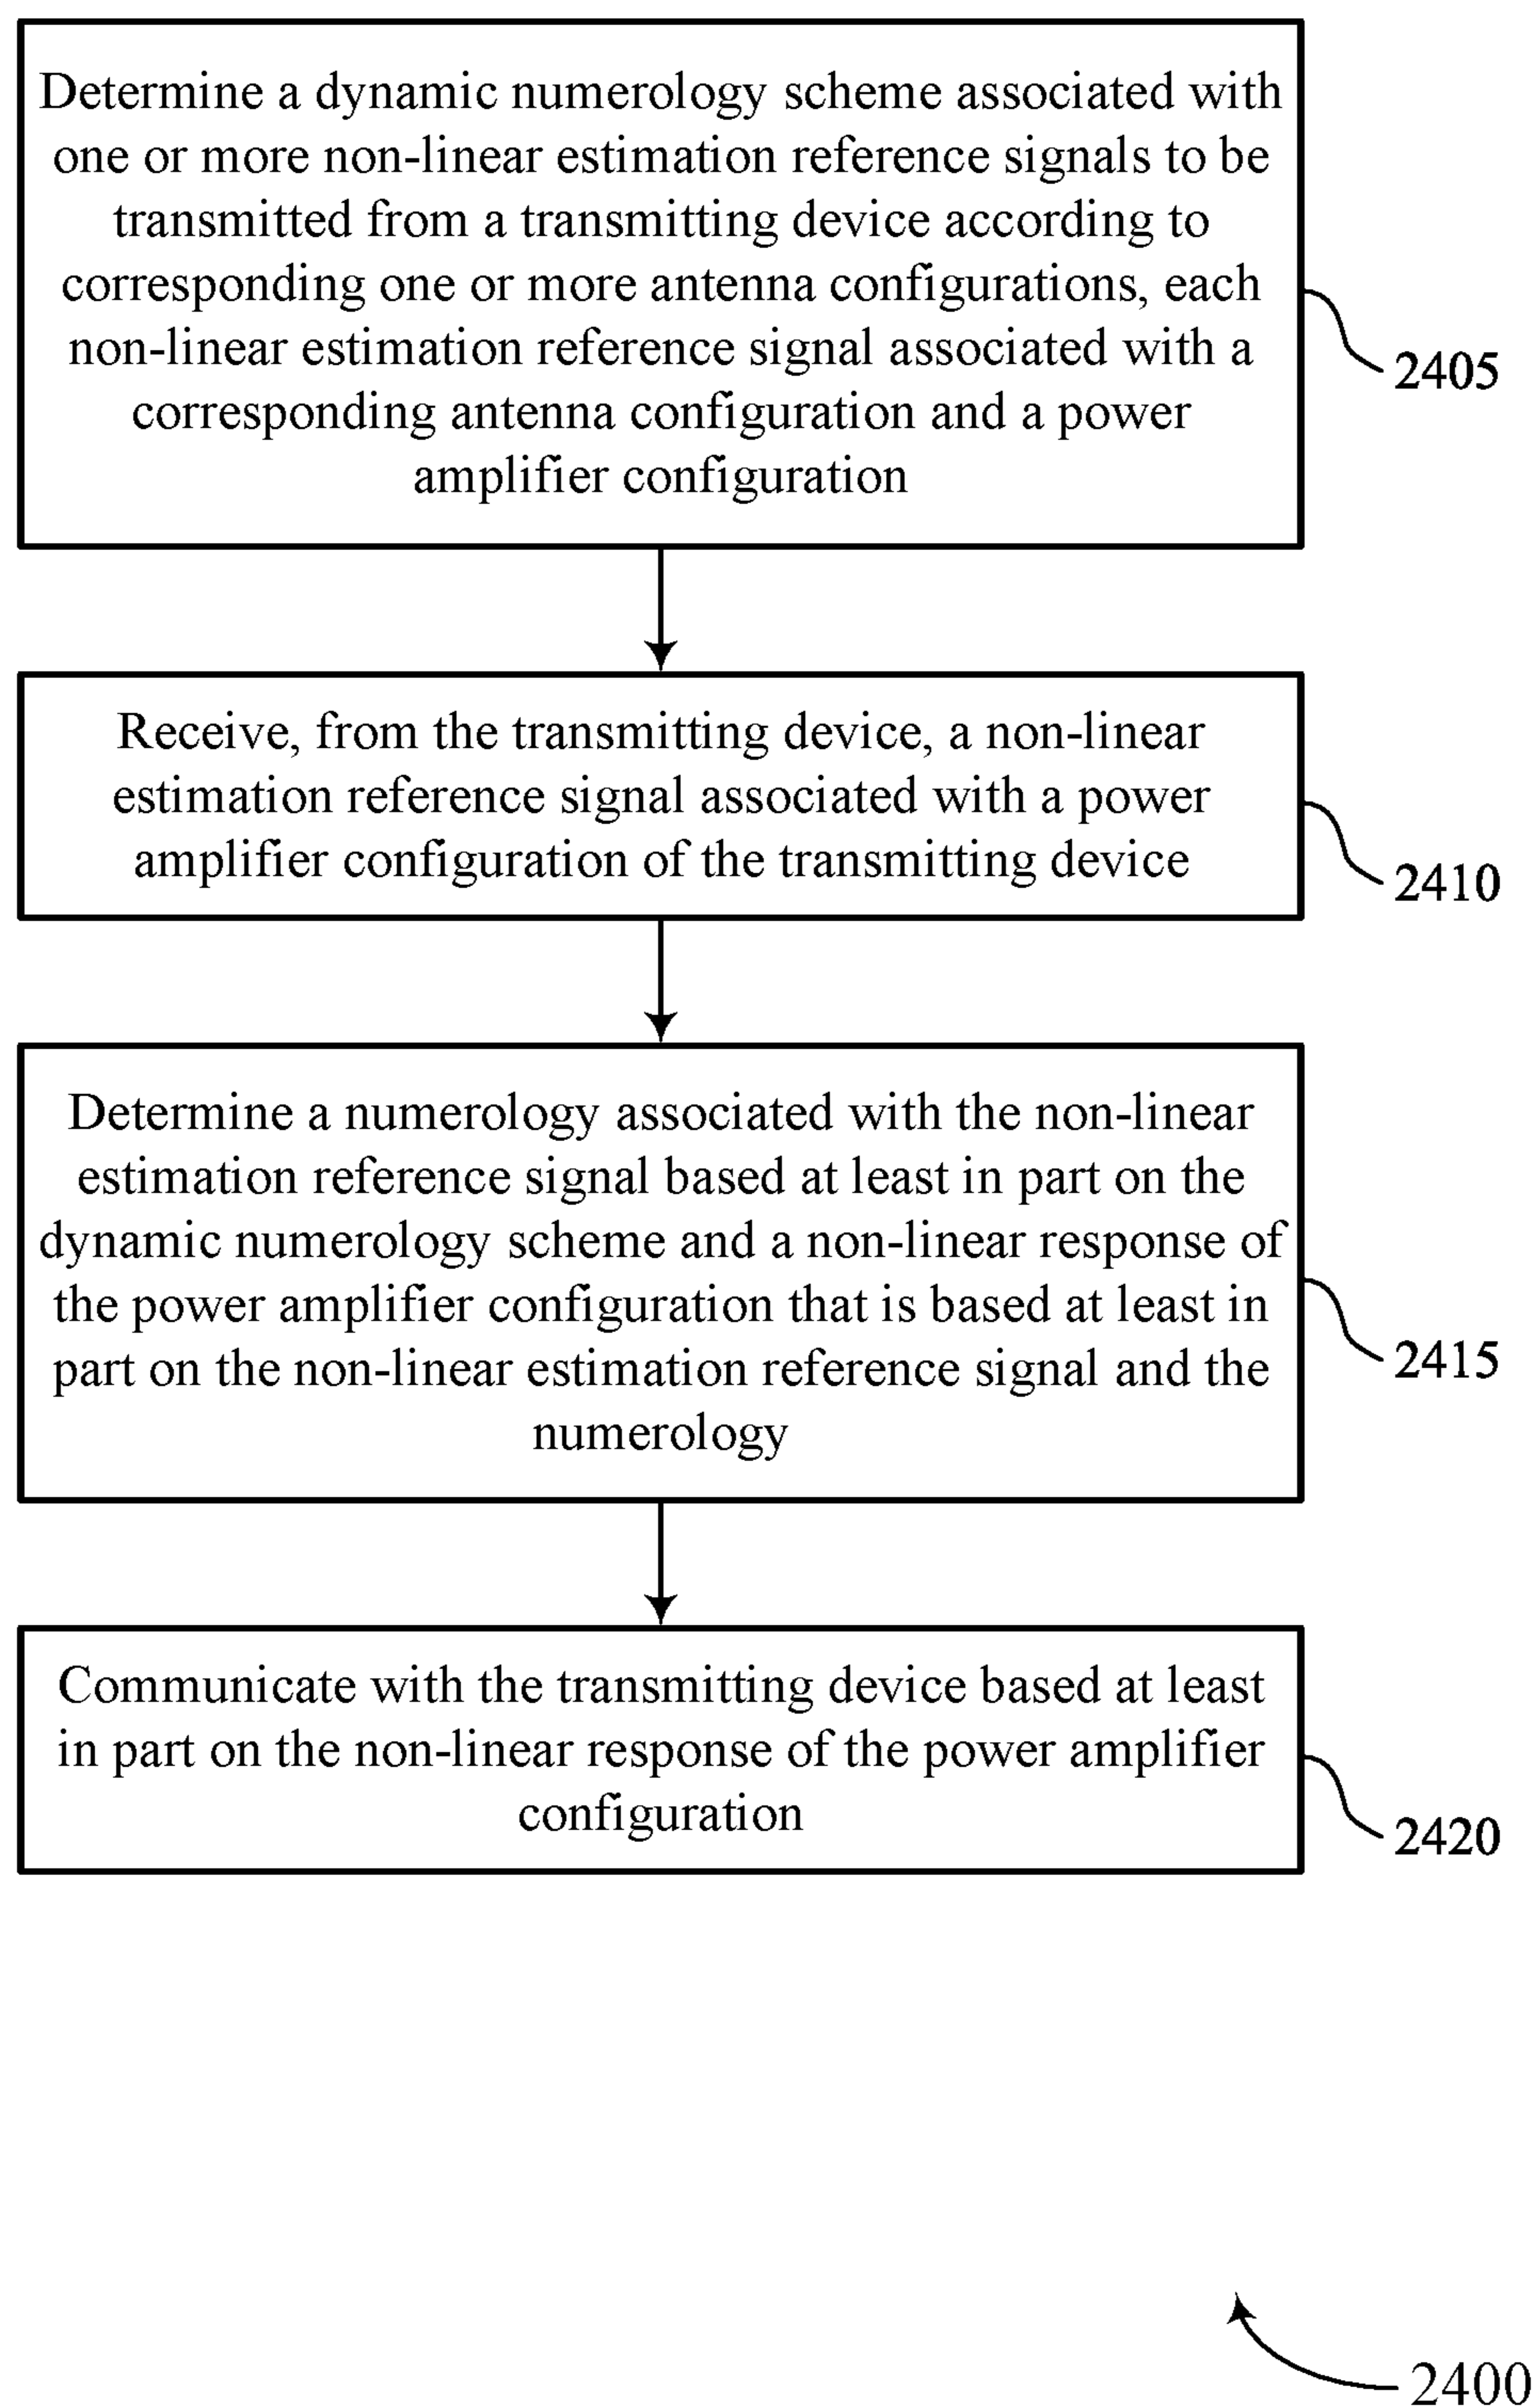 Determine a dynamic numerology scheme associated with
one or more non-linear estimation reference signals to be
transmitted from a transmitting device according to
corresponding one or more antenna configurations, each
non-linear estimation reference signal associated with a
corresponding antenna configuration and a power
amplifier configuration
2405
Receive, from the transmitting device, a non-linear
estimation reference signal associated with a power
amplifier configuration of the transmitting device
2410
Determine a numerology associated with the non-linear
estimation reference signal based at least in part on the
dynamic numerology scheme and a non-linear response of
the power amplifier configuration that is based at least in
part on the non-linear estimation reference signal and the
numerology
2415
Communicate with the transmitting device based at least
in part on the non-linear response of the power amplifier
configuration
2420
2400